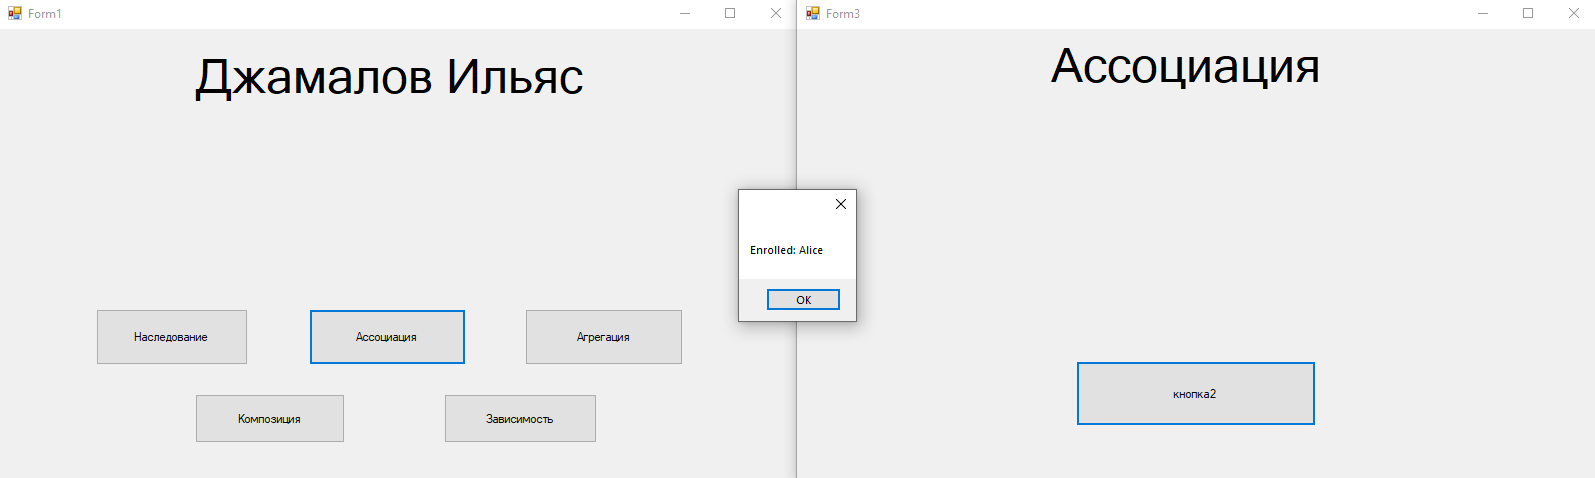 Form1
Джамалов Ильяс
Наследование
Ассоциация
Агрегация
Композиция
Зависимость
Form3
Ассоциация
кнопка2
Enrolled: Alice
OK